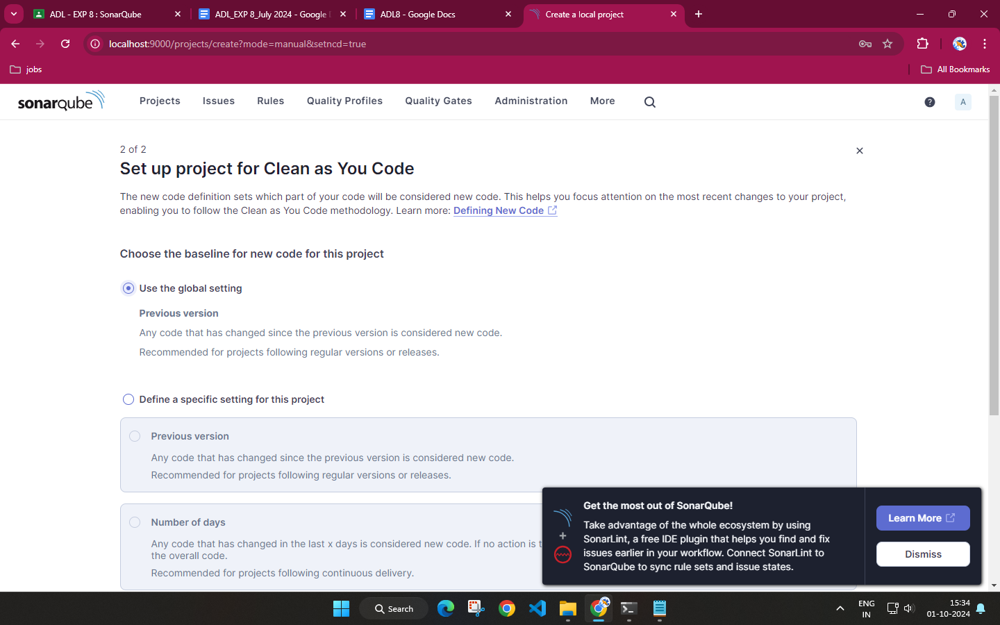 ADL - EXP 8 : SonarQube
ADL_EXP 8_July 2024 - Google
ADL8 - Google Docs
Create a local project
localhost:9000/projects/create?mode=manual&setncd=true
jobs
All Bookmarks
sonarqube
Projects
Issues
Rules
Quality Profiles
Quality Gates
Administration
More
A
2 of 2
Set up project for Clean as You Code
The new code definition sets which part of your code will be considered new code. This helps you focus attention on the most recent changes to your project,
enabling you to follow the Clean as You Code methodology. Learn more: Defining New Code
Choose the baseline for new code for this project
Use the global setting
Previous version
Any code that has changed since the previous version is considered new code.
Recommended for projects following regular versions or releases.
Define a specific setting for this project
Previous version
Any code that has changed since the previous version is considered new code.
Recommended for projects following regular versions or releases.
Number of days
Any code that has changed in the last x days is considered new code. If no action is
the overall code.
Recommended for projects following continuous delivery.
Get the most out of SonarQube!
Take advantage of the whole ecosystem by using
SonarLint, a free IDE plugin that helps you find and fix
issues earlier in your workflow. Connect SonarLint to
SonarQube to sync rule sets and issue states.
Learn More
Dismiss
Search
ENG
IN
15:34
01-10-2024